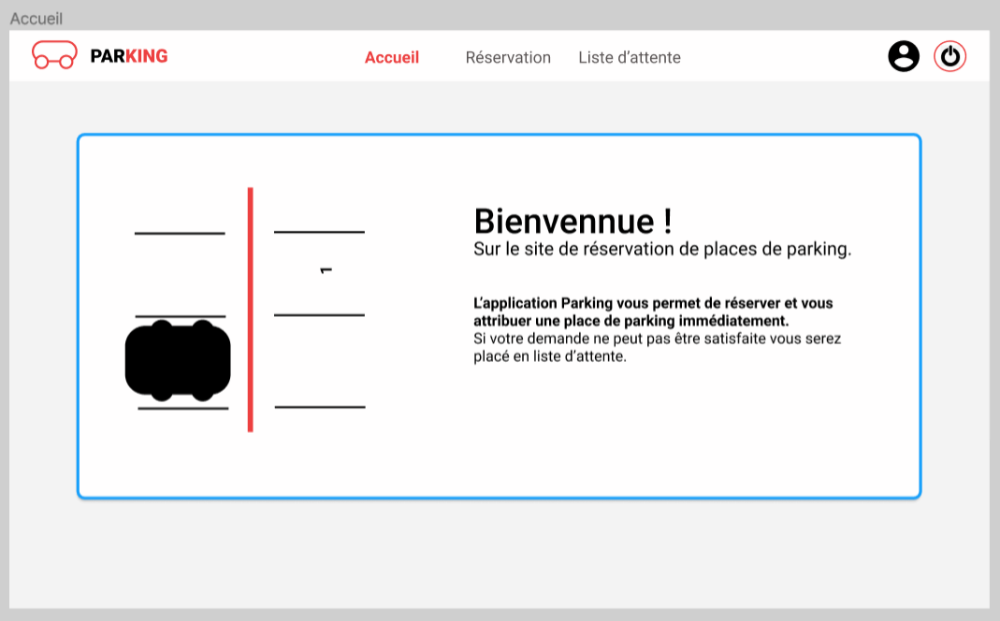 Accueil
PARKING
Accueil
Réservation
Liste d'attente
1
Bienvennue !
Sur le site de réservation de places de parking.
L'application Parking vous permet de réserver et vous
attribuer une place de parking immédiatement.
Si votre demande ne peut pas être satisfaite vous serez
placé en liste d'attente.